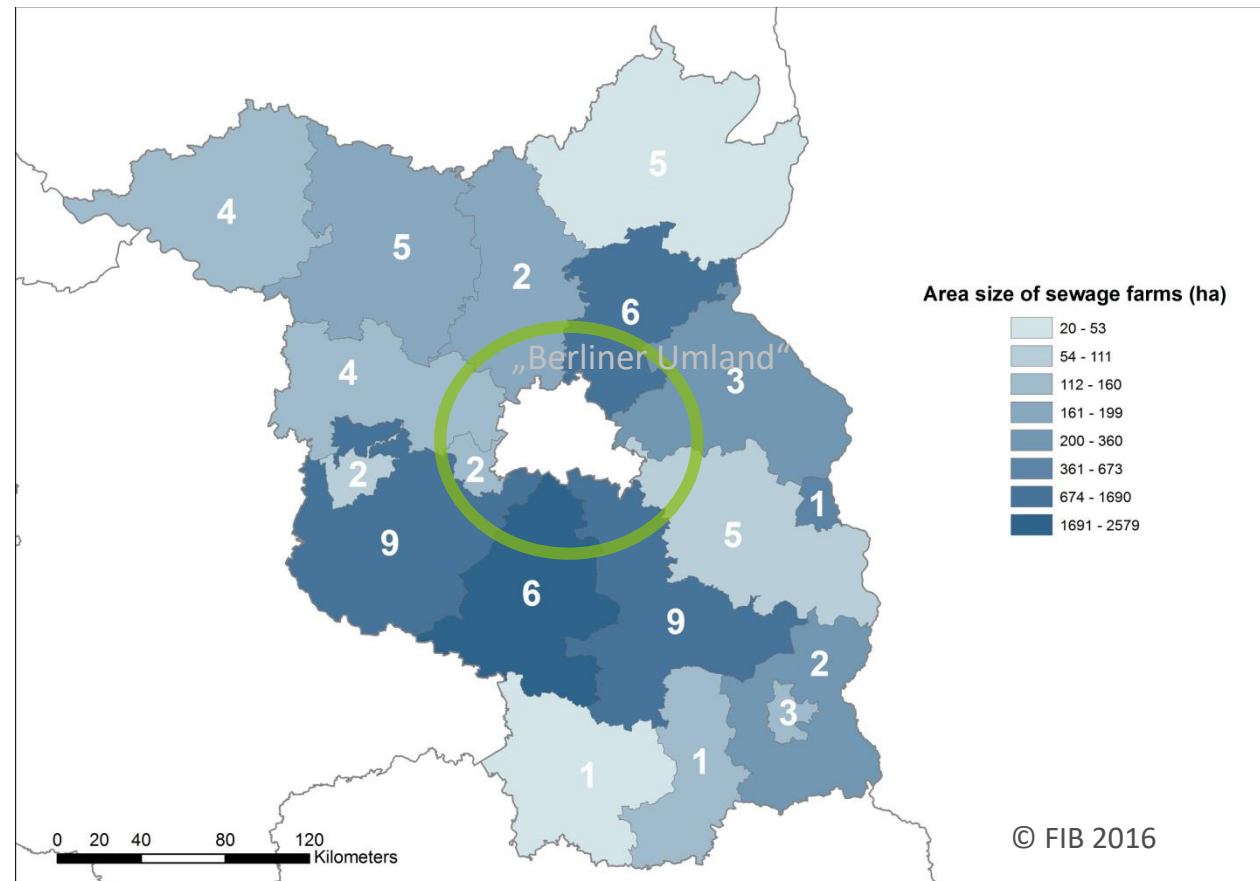 5
4
5
2
6
„Berliner Umland“
4
3
2
2
1
5
9
6
9
2
3
1
1
Area size of sewage farms (ha)
20 - 53
54 - 111
112 - 160
161 - 199
200 - 360
361 - 673
674 - 1690
1691 - 2579
0 20 40 80 120
Kilometers
© FIB 2016